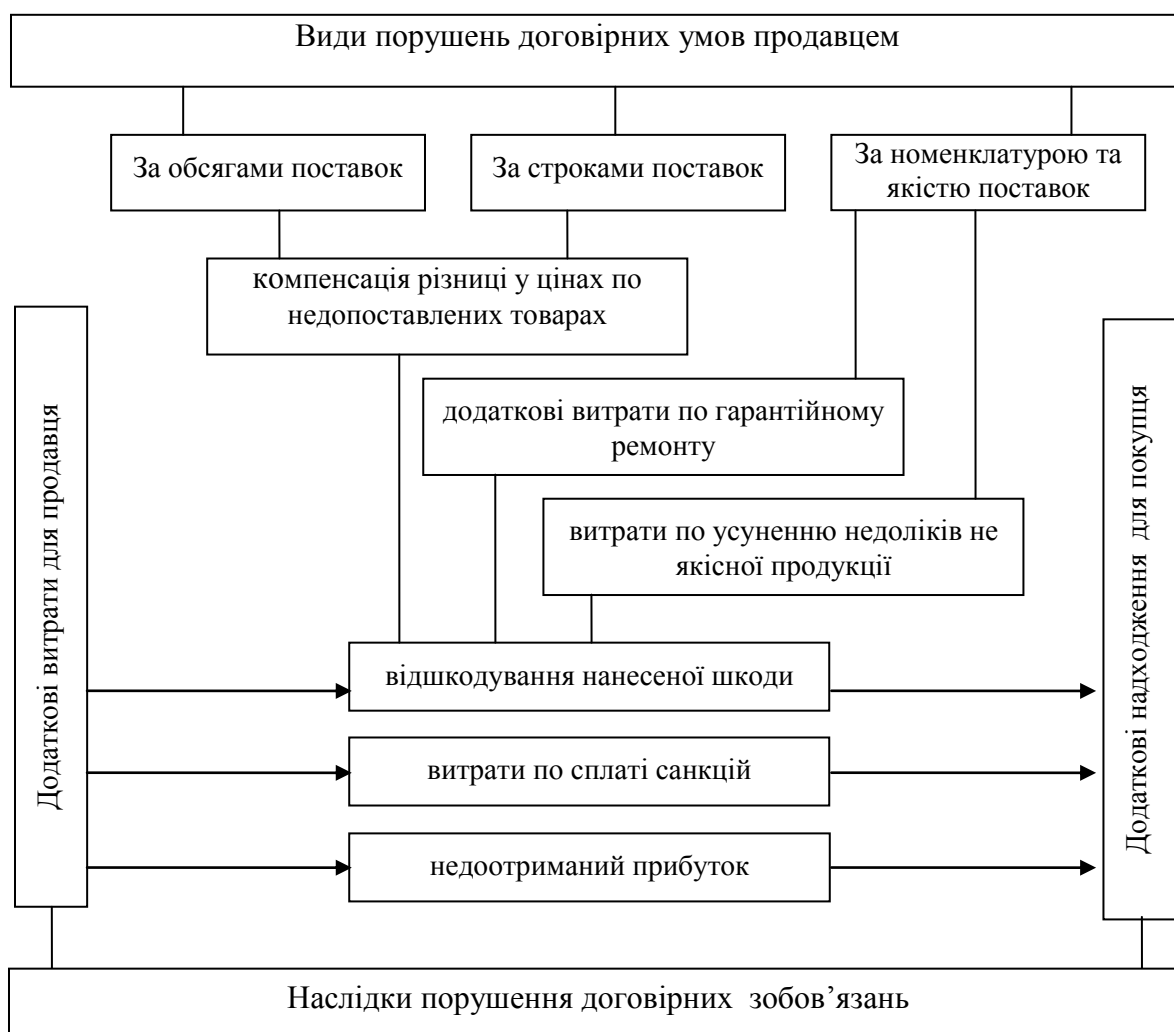 Види порушень договірних умов продавцем
За обсягами поставок
За строками поставок
За номенклатурою та
якістю поставок
компенсація різниці у цінах по
недопоставлених товарах
додаткові витрати по гарантійному
ремонту
витрати по усуненню недоліків не
якісної продукції
Додаткові витрати для продавця
відшкодування нанесеної шкоди
витрати по сплаті санкцій
недоотриманий прибуток
Додаткові надходження для покупця
Наслідки порушення договірних зобов’язань